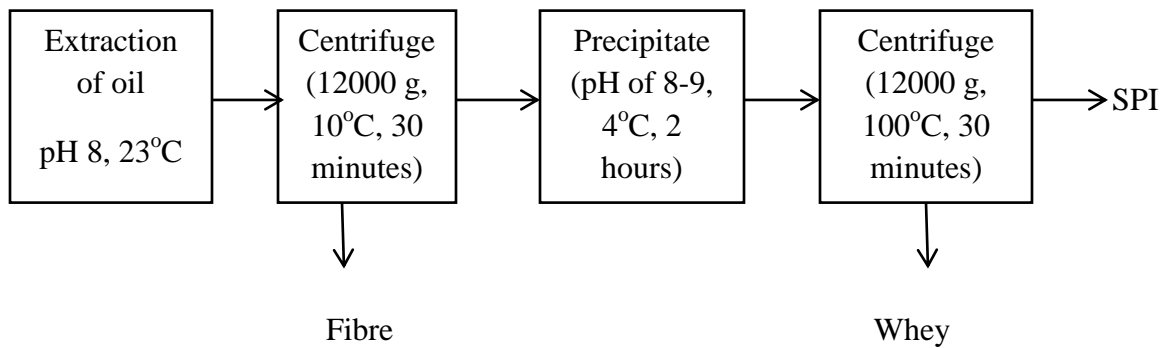 Extraction
of oil
pH 8, 23°C
Centrifuge
(12000 g,
10°C, 30
minutes)
Precipitate
(pH of 8-9,
4°C, 2
hours)
Centrifuge
(12000 g,
100°C, 30
minutes)
SPI
Fibre
Whey